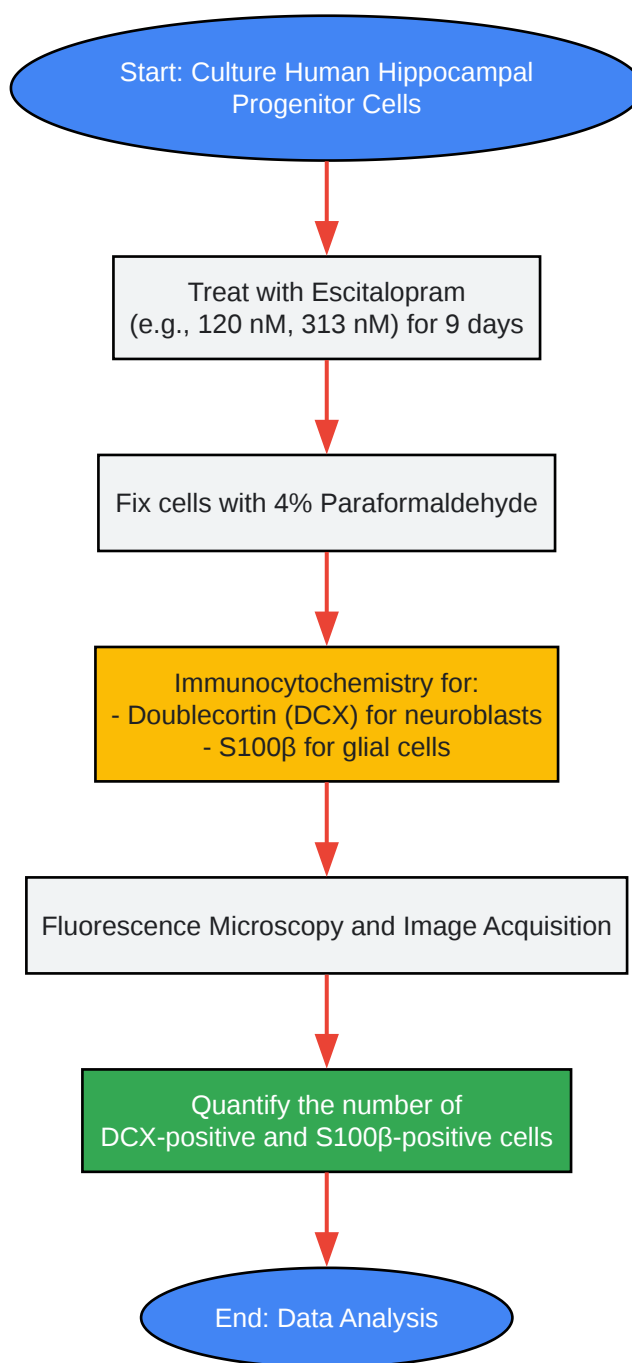 Start: Culture Human Hippocampal
Progenitor Cells
Treat with Escitalopram
(e.g., 120 nM, 313 nM) for 9 days
Fix cells with 4% Paraformaldehyde
Immunocytochemistry for:
- Doublecortin (DCX) for neuroblasts
- S100β for glial cells
Fluorescence Microscopy and Image Acquisition
Quantify the number of
DCX-positive and S100β-positive cells
End: Data Analysis